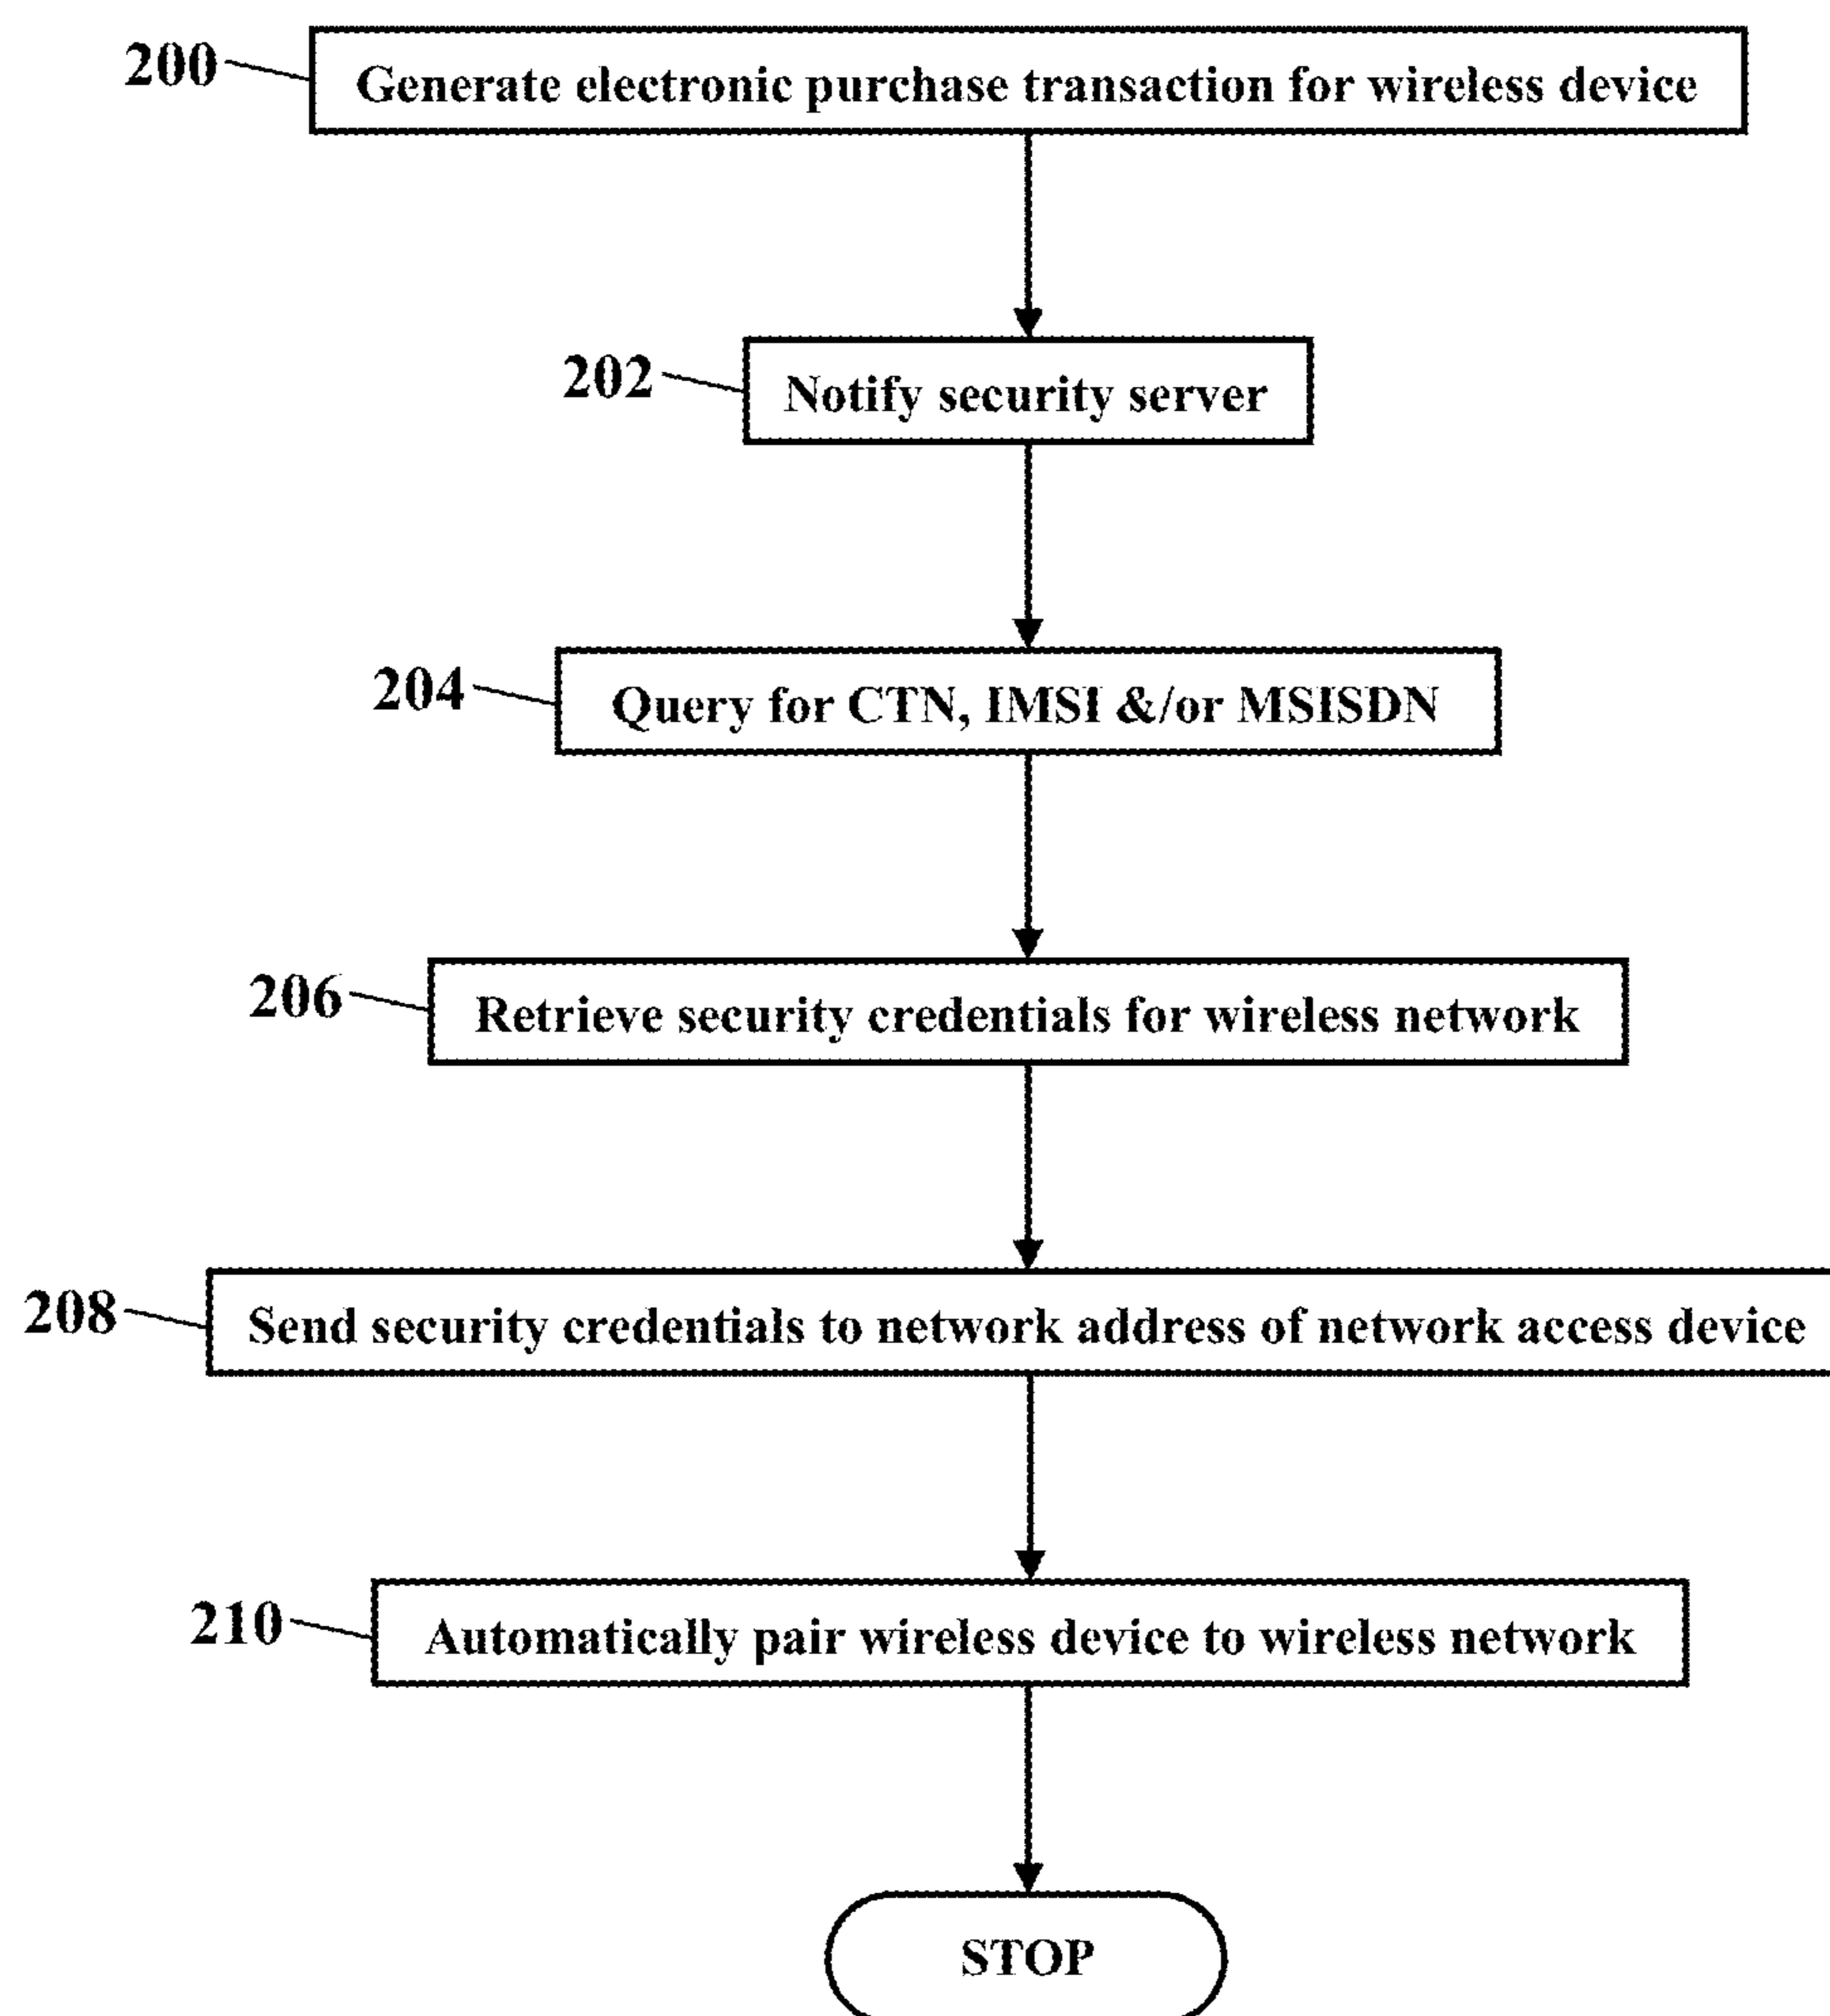 200 Generate electronic purchase transaction for wireless device
202 Notify security server
204 Query for CTN, IMSI &/or MSISDN
206 Retrieve security credentials for wireless network
208 Send security credentials to network address of network access device
210 Automatically pair wireless device to wireless network
STOP